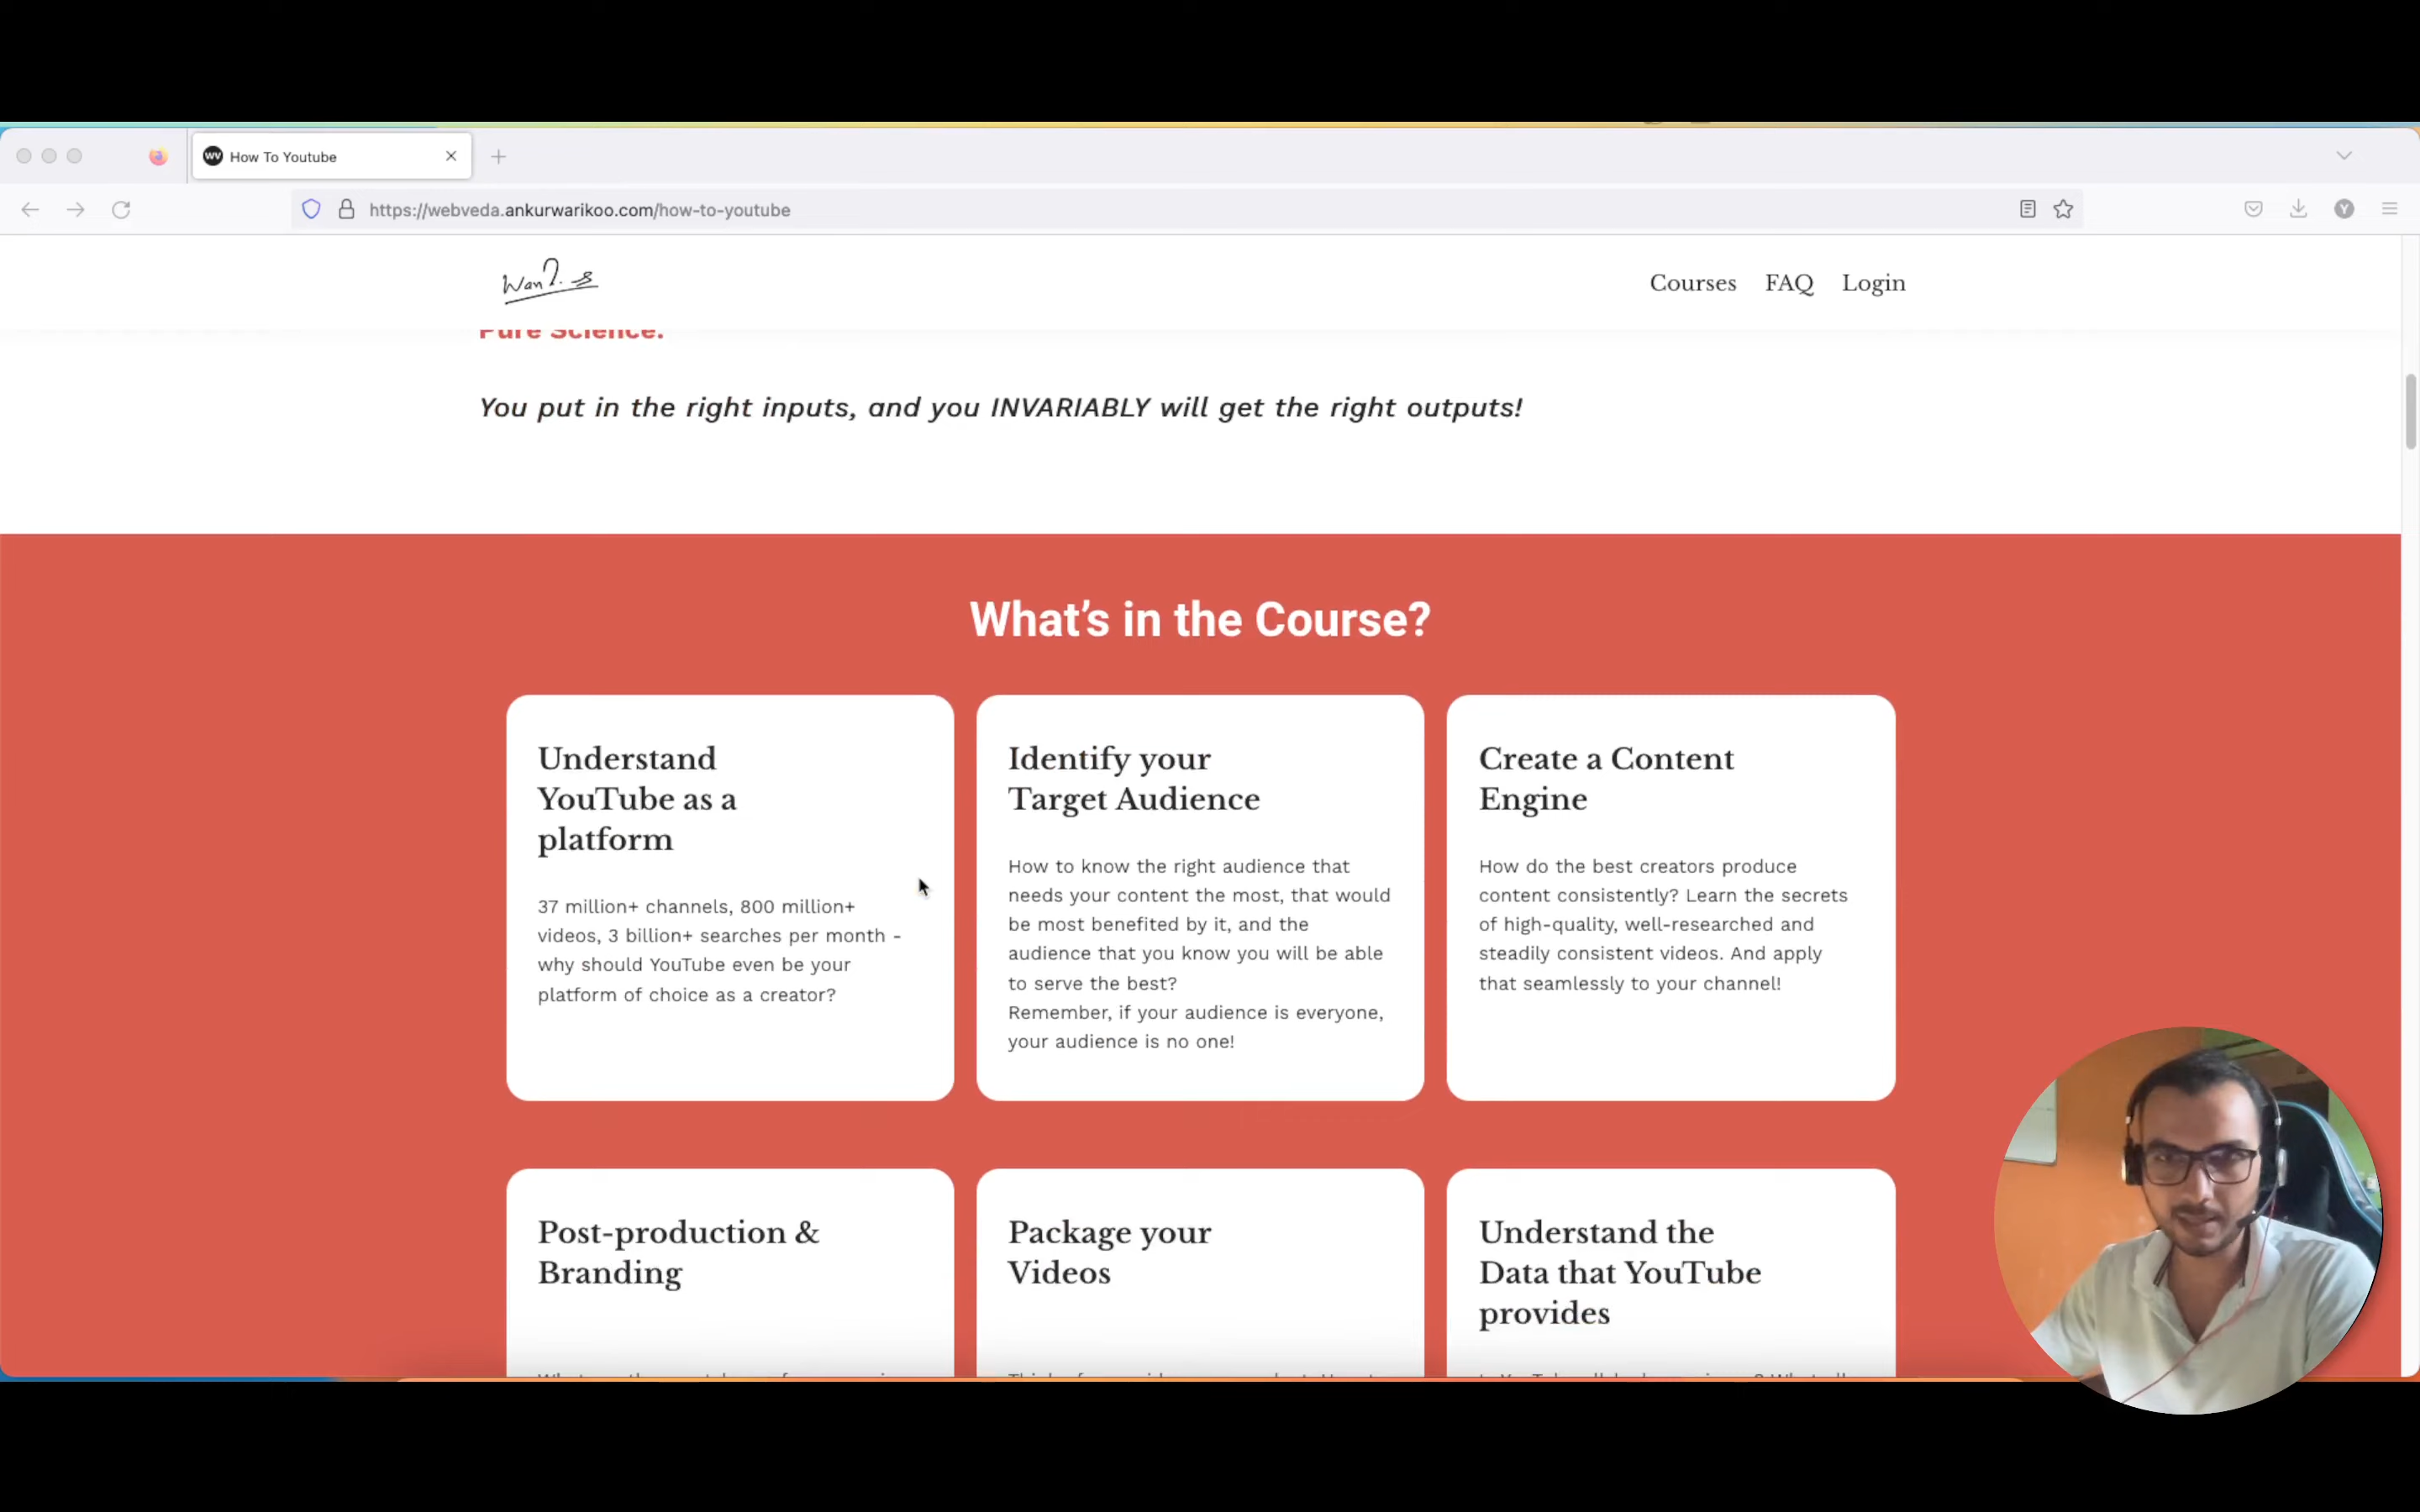 How To Youtube
https://webveda.ankurwarikoo.com/how-to-youtube
Y
Courses FAQ Login
Pure Science.
You put in the right inputs, and you INVARIABLY will get the right outputs!
What's in the Course?
Understand
YouTube as a
platform
37 million+ channels, 800 million+
videos, 3 billion+ searches per month -
why should YouTube even be your
platform of choice as a creator?
Identify your
Target Audience
How to know the right audience that
needs your content the most, that would
be most benefited by it, and the
audience that you know you will be able
to serve the best?
Remember, if your audience is everyone,
your audience is no one!
Create a Content
Engine
How do the best creators produce
content consistently? Learn the secrets
of high-quality, well-researched and
steadily consistent videos. And apply
that seamlessly to your channel!
Post-production &
Branding
Package your
Videos
Understand the
Data that YouTube
provides